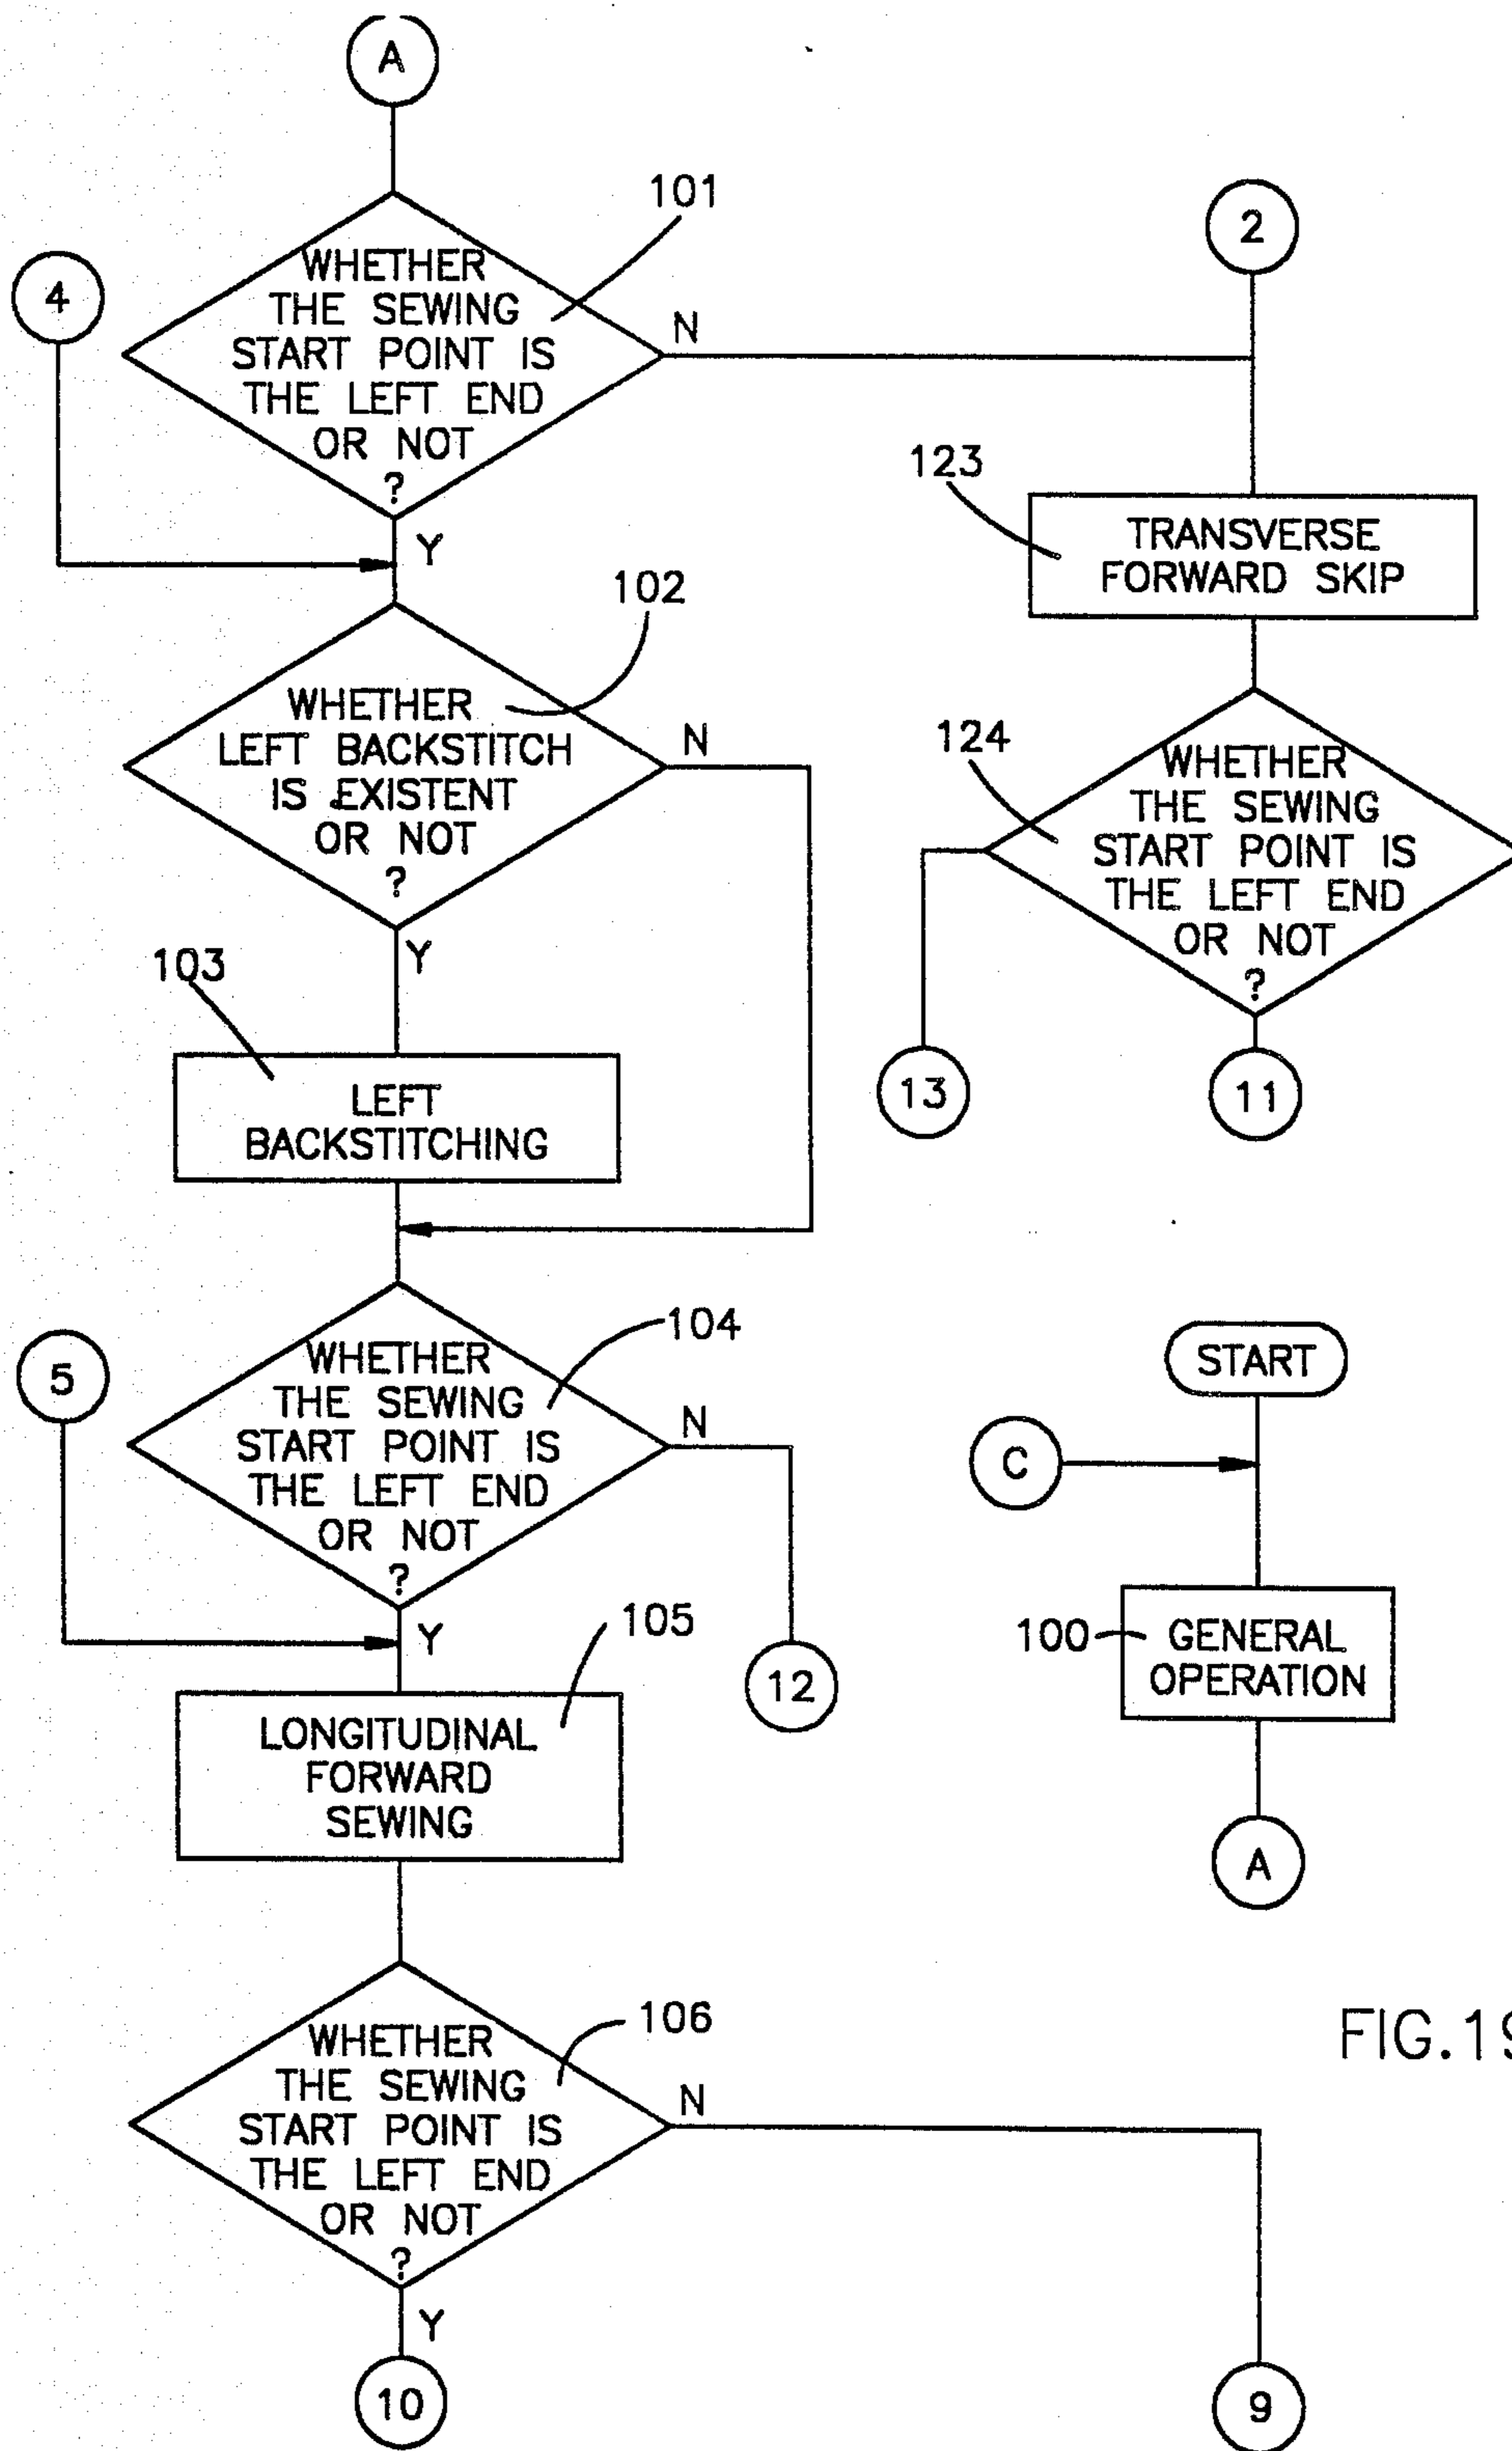 A
101
WHETHER
THE SEWING
START POINT IS
THE LEFT END
OR NOT
?
N
Y
4
102
WHETHER
LEFT BACKSTITCH
IS EXISTENT
OR NOT
?
N
Y
103
LEFT
BACKSTITCHING
104
WHETHER
THE SEWING
START POINT IS
THE LEFT END
OR NOT
?
N
Y
5
12
105
LONGITUDINAL
FORWARD
SEWING
106
WHETHER
THE SEWING
START POINT IS
THE LEFT END
OR NOT
?
N
Y
10
9
2
123
TRANSVERSE
FORWARD SKIP
124
WHETHER
THE SEWING
START POINT IS
THE LEFT END
OR NOT
?
13
11
START
C
100
GENERAL
OPERATION
A
FIG.19